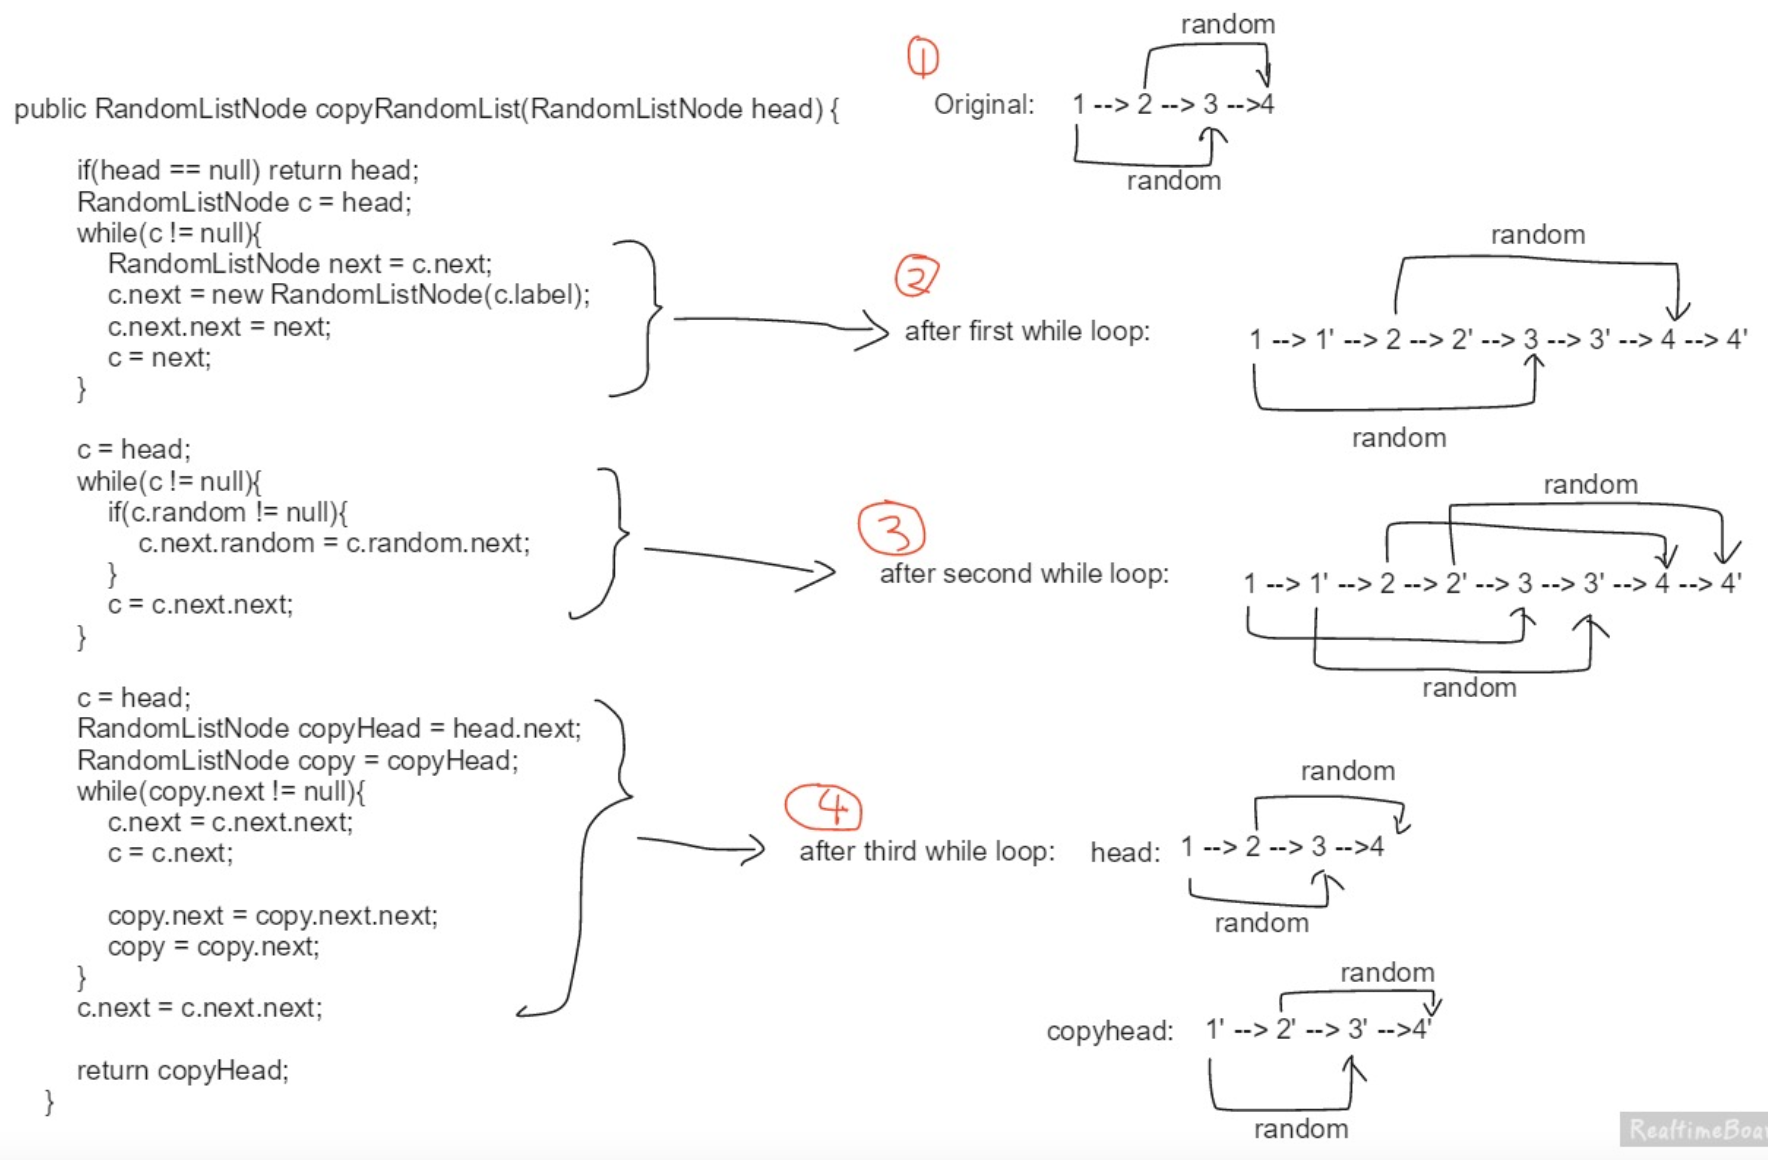 public RandomListNode copyRandomList(RandomListNode head) {
if(head == null) return head;
RandomListNode c = head;
while(c != null){
RandomListNode next = c.next;
c.next = new RandomListNode(c.label);
c.next.next = next;
c = next;
}
c = head;
while(c != null){
if(c.random != null){
c.next.random = c.random.next;
}
c = c.next.next;
}
c = head;
RandomListNode copyHead = head.next;
RandomListNode copy = copyHead;
while(copy.next != null){
c.next = c.next.next;
c = c.next;
copy.next = copy.next.next;
copy = copy.next;
}
c.next = c.next.next;
return copyHead;
}
1
random
Original: 1 --> 2 --> 3 -->4
random
2
random
after first while loop: 1 --> 1' --> 2 --> 2' --> 3 --> 3' --> 4 --> 4'
random
3
random
after second while loop: 1 --> 1' --> 2 --> 2' --> 3 --> 3' --> 4 --> 4'
random
4
random
after third while loop: head: 1 --> 2 --> 3 -->4
random
random
copyhead: 1' --> 2' --> 3' -->4'
random